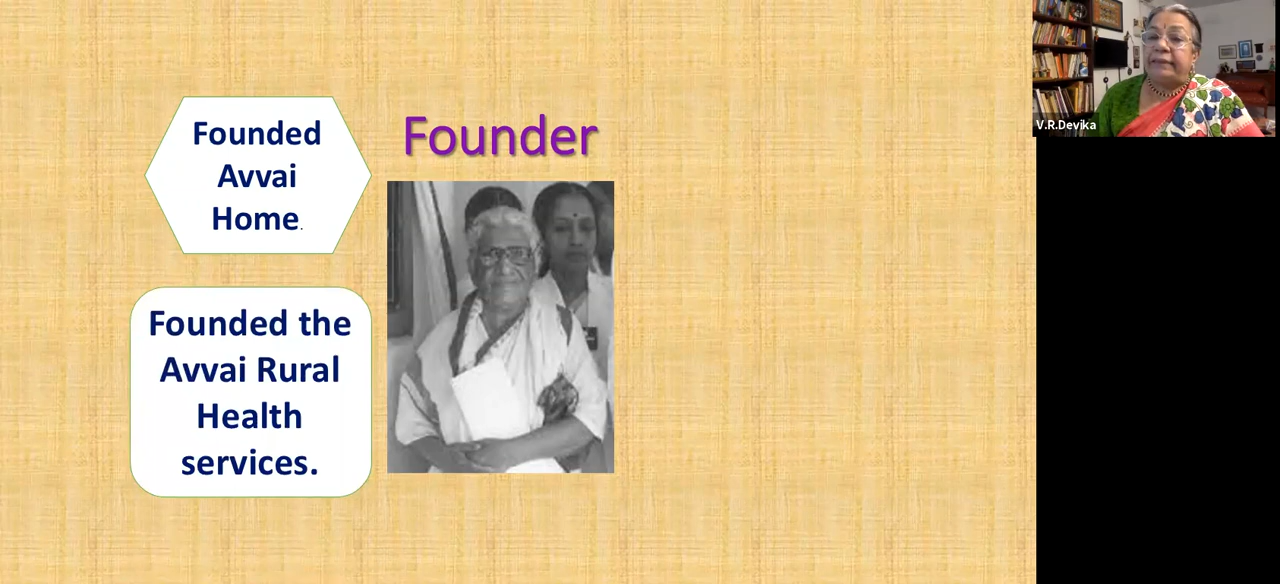 Founded
Avvai
Home.
Founder
Founded the
Avvai Rural
Health
services.
V.R.Devika